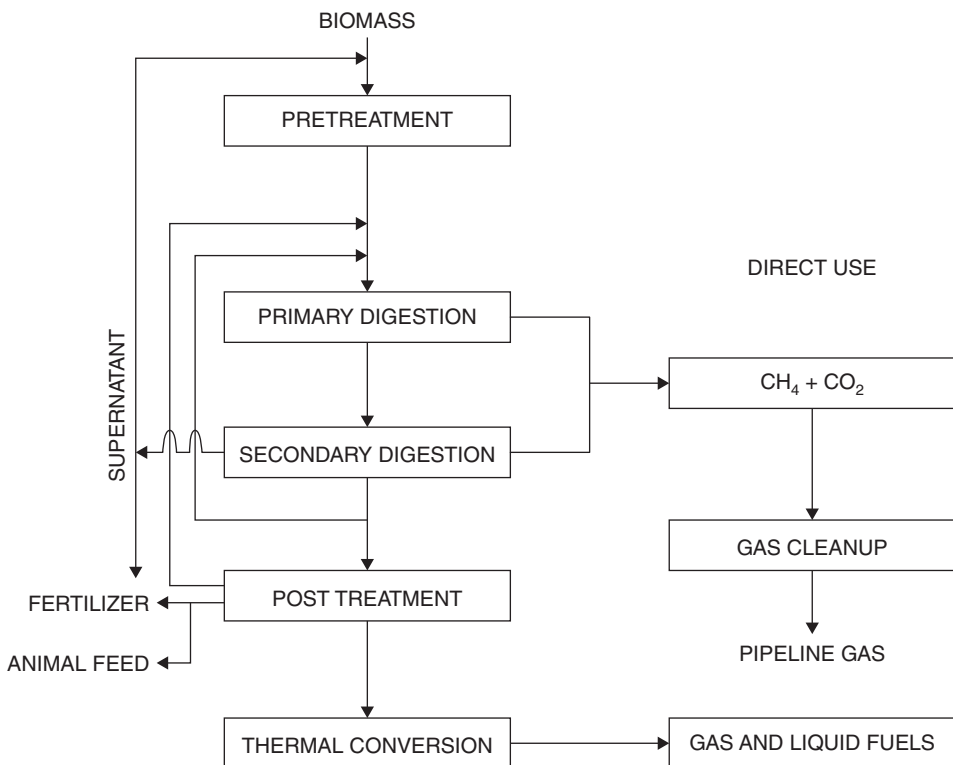 BIOMASS
PRETREATMENT
DIRECT USE
PRIMARY DIGESTION
SUPERNATANT
CH₄ + CO₂
SECONDARY DIGESTION
GAS CLEANUP
POST TREATMENT
FERTILIZER
ANIMAL FEED
PIPELINE GAS
THERMAL CONVERSION
GAS AND LIQUID FUELS